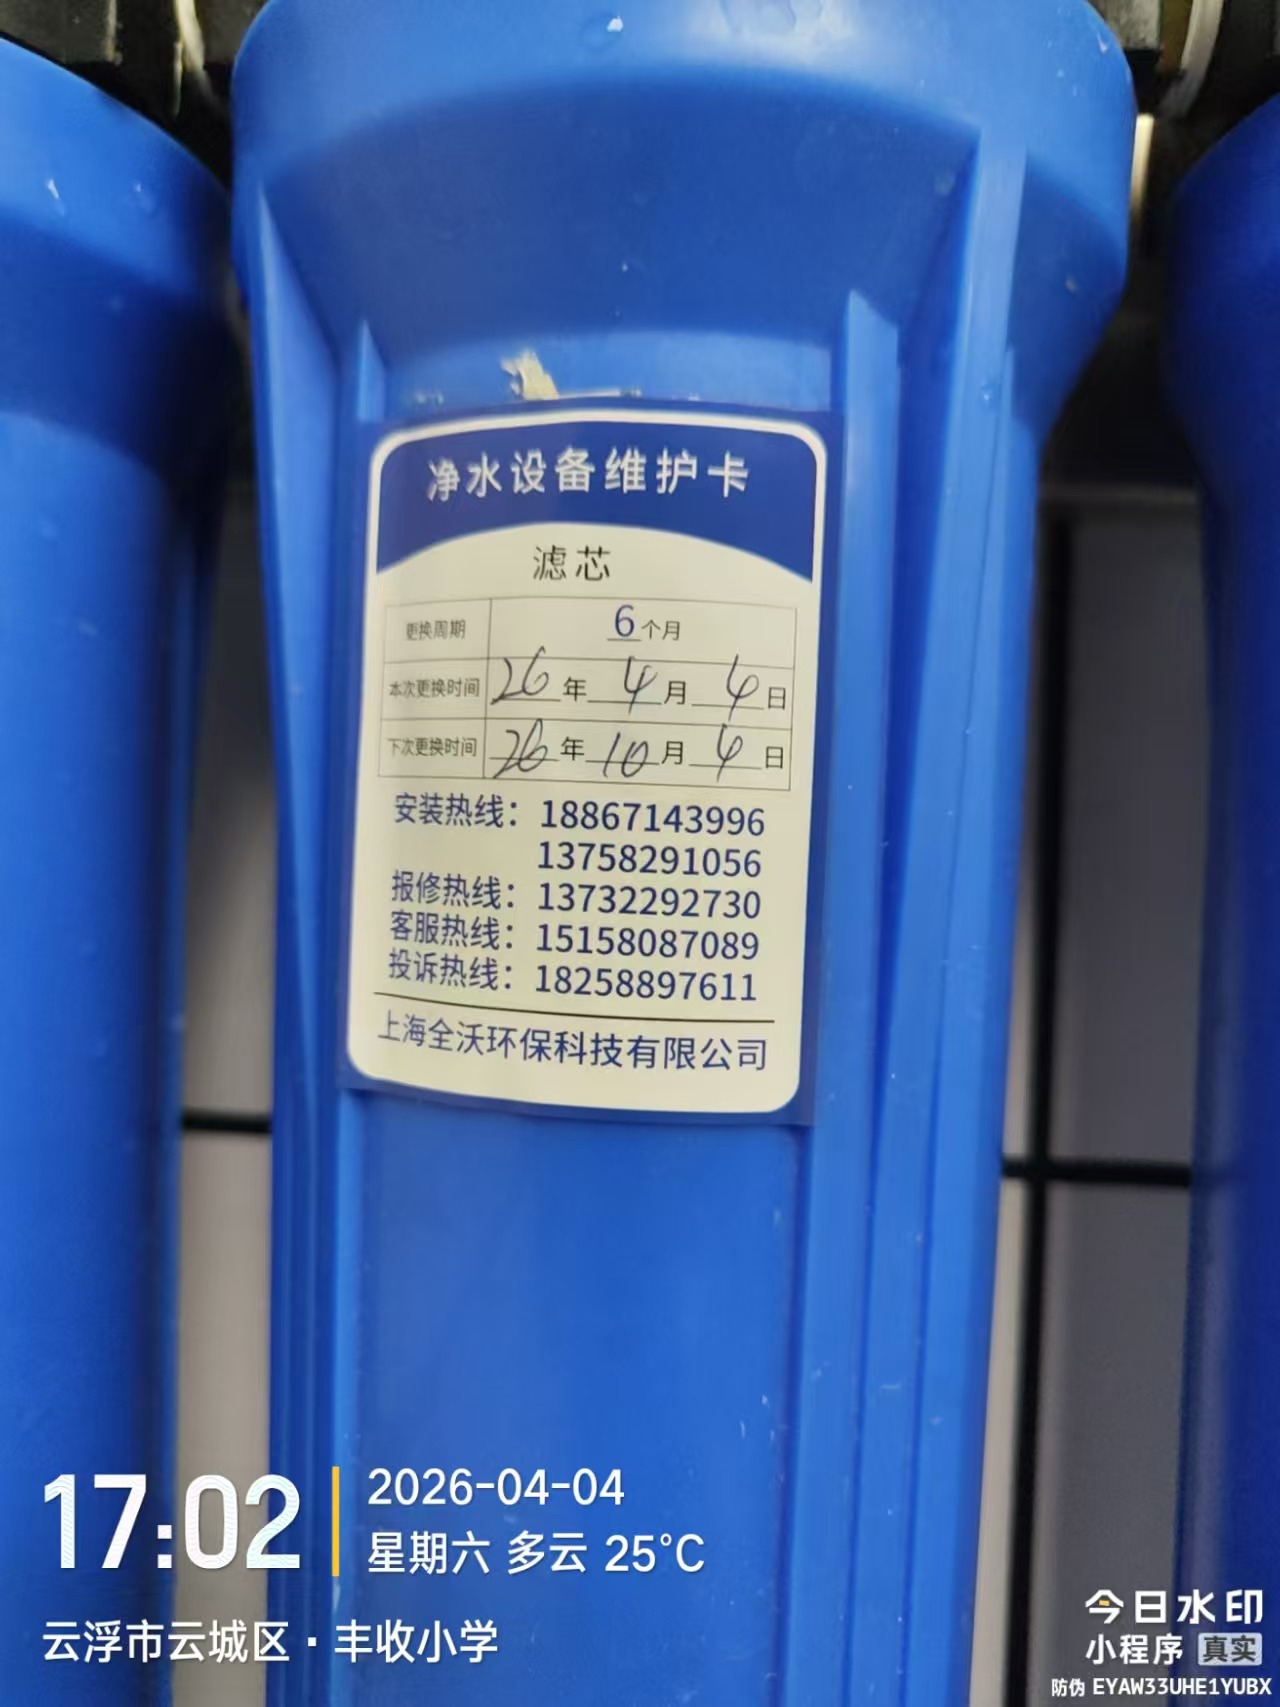 净水设备维护卡
滤芯
更换周期 6个月
本次更换时间 26年4月4日
下次更换时间 26年10月4日
安装热线：18867143996
13758291056
报修热线：13732292730
客服热线：15158087089
投诉热线：18258897611
上海全沃环保科技有限公司
17:02
2026-04-04
星期六 多云 25°C
云浮市云城区·丰收小学
今日水印
小程序 真实
防伪 EYAW33UHE1YUBX